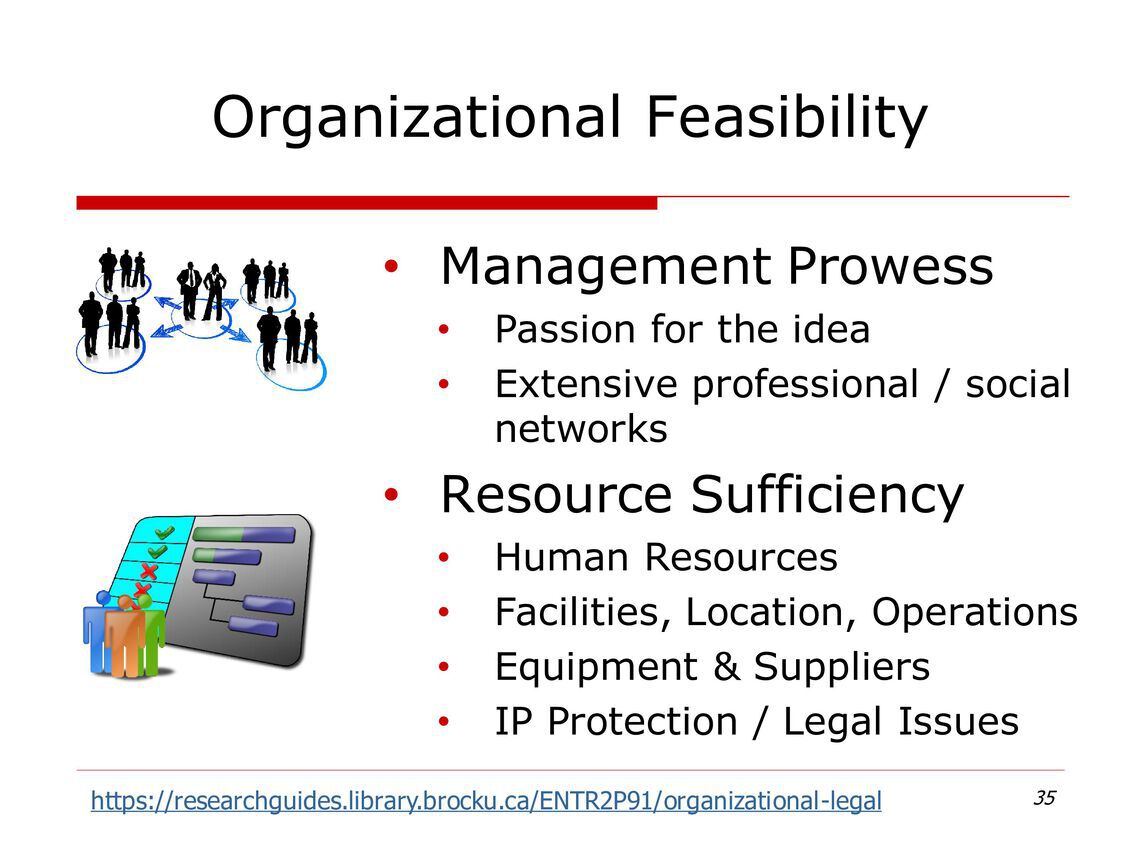 Organizational Feasibility
• Management Prowess
• Passion for the idea
• Extensive professional / social
networks
• Resource Sufficiency
• Human Resources
• Facilities, Location, Operations
• Equipment & Suppliers
• IP Protection / Legal Issues
https://researchguides.library.brocku.ca/ENTR2P91/organizational-legal
35